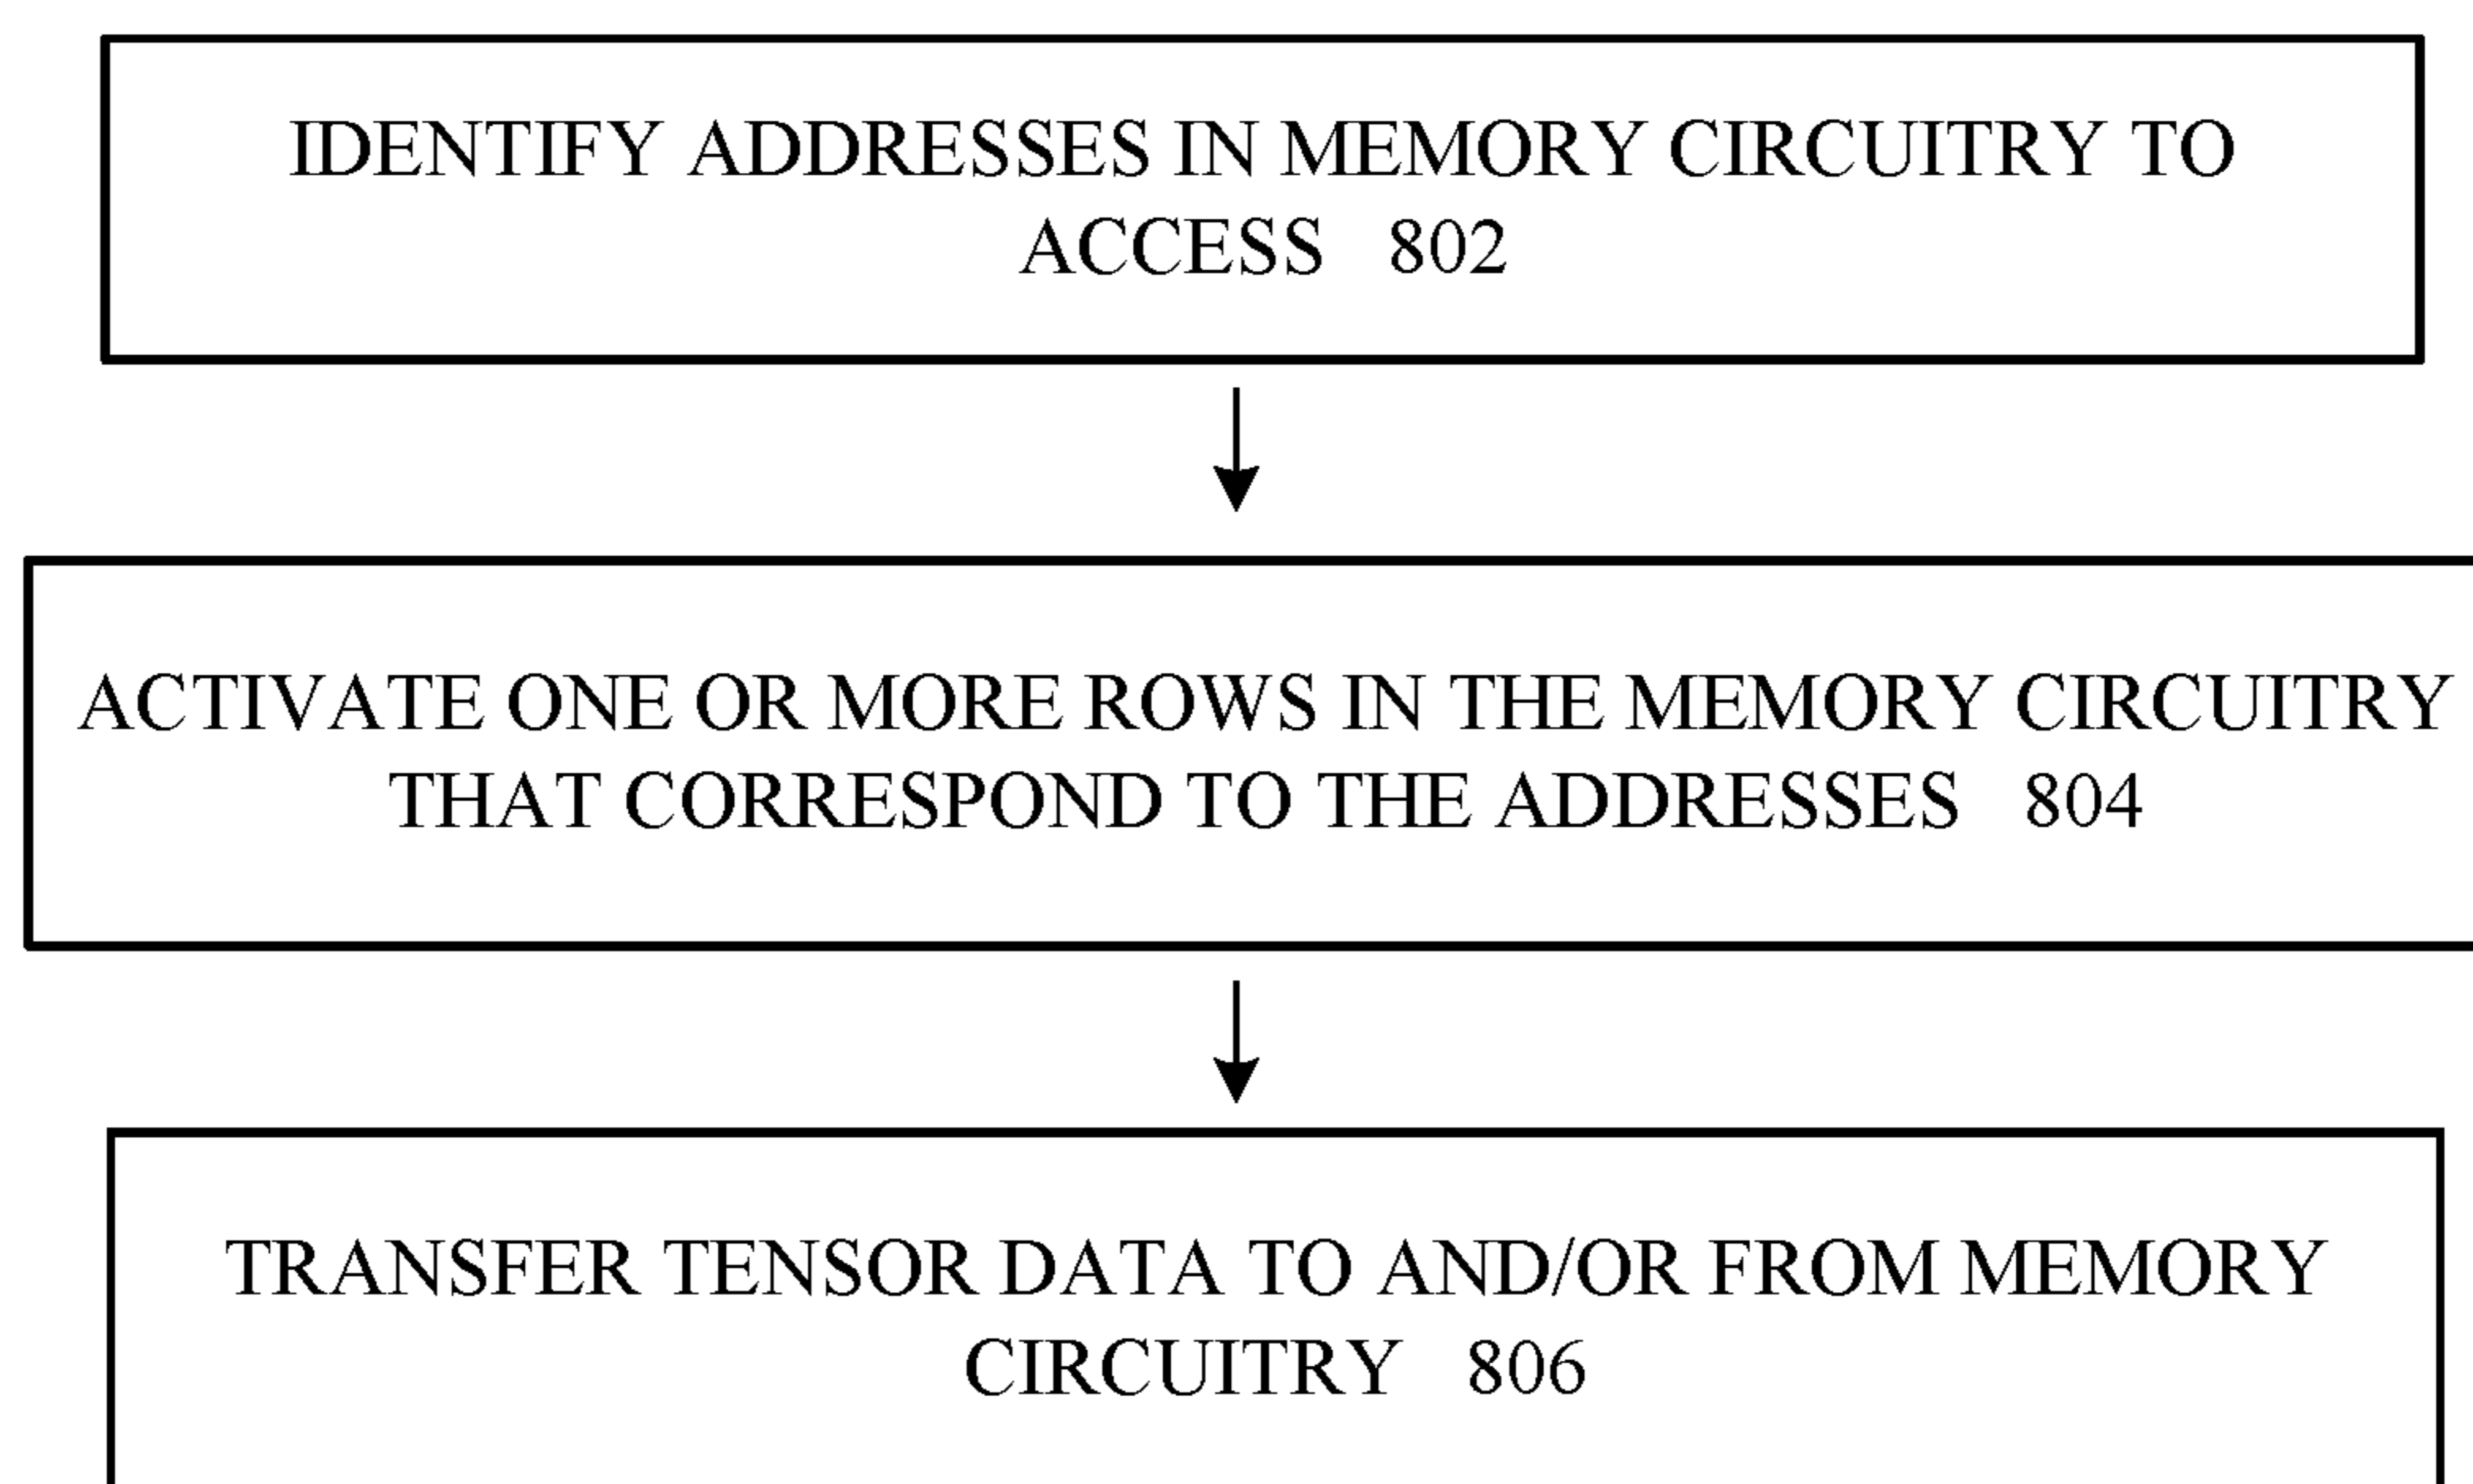 IDENTIFY ADDRESSES IN MEMORY CIRCUITRY TO
ACCESS 802
ACTIVATE ONE OR MORE ROWS IN THE MEMORY CIRCUITRY
THAT CORRESPOND TO THE ADDRESSES 804
TRANSFER TENSOR DATA TO AND/OR FROM MEMORY
CIRCUITRY 806